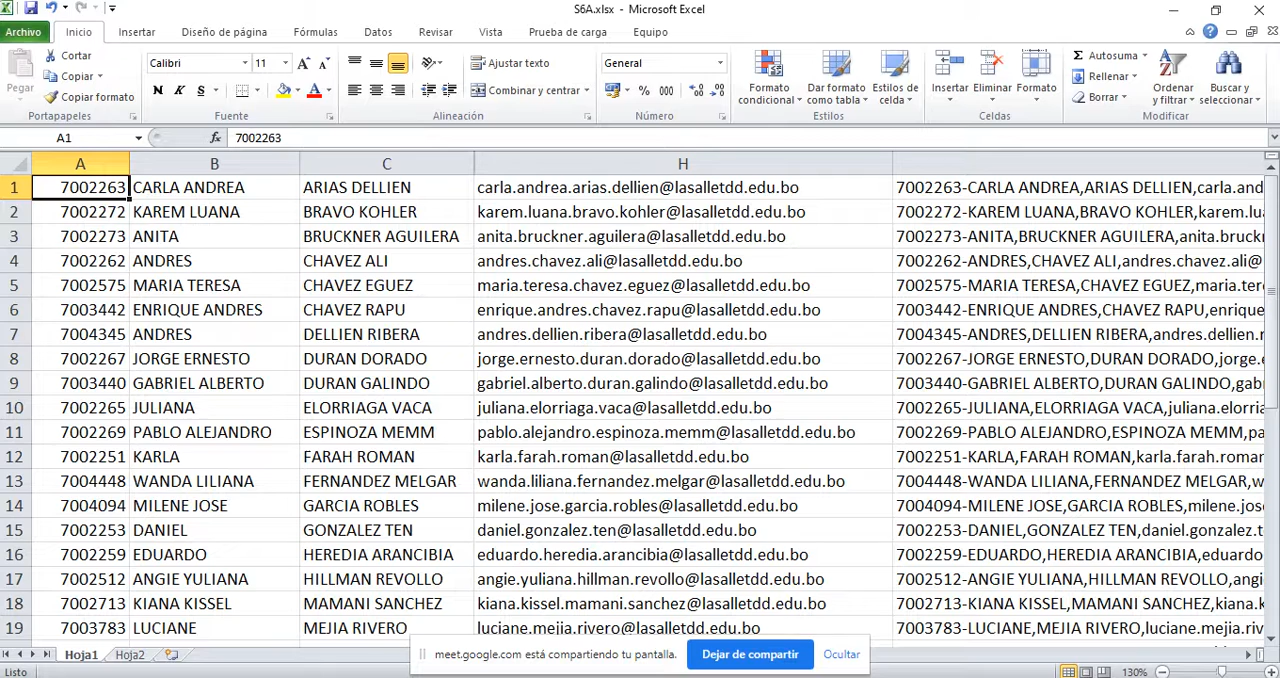 S6A.xlsx - Microsoft Excel
Archivo Inicio Insertar Diseño de página Fórmulas Datos Revisar Vista Prueba de carga Equipo
Pegar
Cortar
Copiar
Copiar formato
Portapapeles
Calibri 11
N K S
Fuente
Ajustar texto
Combinar y centrar
Alineación
General
% 000
Número
Formato condicional
Dar formato como tabla
Estilos de celda
Estilos
Insertar Eliminar Formato
Celdas
Autosuma
Rellenar
Borrar
Ordenar y filtrar
Buscar y seleccionar
Modificar
A1 fx 7002263
A B C H
1 7002263 CARLA ANDREA ARIAS DELLIEN carla.andrea.arias.dellien@lasalletdd.edu.bo 7002263-CARLA ANDREA,ARIAS DELLIEN,carla.and
2 7002272 KAREM LUANA BRAVO KOHLER karem.luana.bravo.kohler@lasalletdd.edu.bo 7002272-KAREM LUANA,BRAVO KOHLER,karem.lu
3 7002273 ANITA BRUCKNER AGUILERA anita.bruckner.aguilera@lasalletdd.edu.bo 7002273-ANITA,BRUCKNER AGUILERA,anita.bruckn
4 7002262 ANDRES CHAVEZ ALI andres.chavez.ali@lasalletdd.edu.bo 7002262-ANDRES,CHAVEZ ALI,andres.chavez.ali@
5 7002575 MARIA TERESA CHAVEZ EGUEZ maria.teresa.chavez.eguez@lasalletdd.edu.bo 7002575-MARIA TERESA,CHAVEZ EGUEZ,maria.tere
6 7003442 ENRIQUE ANDRES CHAVEZ RAPU enrique.andres.chavez.rapu@lasalletdd.edu.bo 7003442-ENRIQUE ANDRES,CHAVEZ RAPU,enrique
7 7004345 ANDRES DELLIEN RIBERA andres.dellien.ribera@lasalletdd.edu.bo 7004345-ANDRES,DELLIEN RIBERA,andres.dellien.r
8 7002267 JORGE ERNESTO DURAN DORADO jorge.ernesto.duran.dorado@lasalletdd.edu.bo 7002267-JORGE ERNESTO,DURAN DORADO,jorge.e
9 7003440 GABRIEL ALBERTO DURAN GALINDO gabriel.alberto.duran.galindo@lasalletdd.edu.bo 7003440-GABRIEL ALBERTO,DURAN GALINDO,gab
10 7002265 JULIANA ELORRIAGA VACA juliana.elorriaga.vaca@lasalletdd.edu.bo 7002265-JULIANA,ELORRIAGA VACA,juliana.elorria
11 7002269 PABLO ALEJANDRO ESPINOZA MEMM pablo.alejandro.espinoza.memm@lasalletdd.edu.bo 7002269-PABLO ALEJANDRO,ESPINOZA MEMM,pa
12 7002251 KARLA FARAH ROMAN karla.farah.roman@lasalletdd.edu.bo 7002251-KARLA,FARAH ROMAN,karla.farah.roman
13 7004448 WANDA LILIANA FERNANDEZ MELGAR wanda.liliana.fernandez.melgar@lasalletdd.edu.bo 7004448-WANDA LILIANA,FERNANDEZ MELGAR,w
14 7004094 MILENE JOSE GARCIA ROBLES milene.jose.garcia.robles@lasalletdd.edu.bo 7004094-MILENE JOSE,GARCIA ROBLES,milene.jos
15 7002253 DANIEL GONZALEZ TEN daniel.gonzalez.ten@lasalletdd.edu.bo 7002253-DANIEL,GONZALEZ TEN,daniel.gonzalez.t
16 7002259 EDUARDO HEREDIA ARANCIBIA eduardo.heredia.arancibia@lasalletdd.edu.bo 7002259-EDUARDO,HEREDIA ARANCIBIA,eduardo
17 7002512 ANGIE YULIANA HILLMAN REVOLLO angie.yuliana.hillman.revollo@lasalletdd.edu.bo 7002512-ANGIE YULIANA,HILLMAN REVOLLO,angi
18 7002713 KIANA KISSEL MAMANI SANCHEZ kiana.kissel.mamani.sanchez@lasalletdd.edu.bo 7002713-KIANA KISSEL,MAMANI SANCHEZ,kiana.k
19 7003783 LUCIANE MEJIA RIVERO luciane.mejia.rivero@lasalletdd.edu.bo 7003783-LUCIANE,MEJIA RIVERO,luciane.mejia.riv
Hoja1 Hoja2
meet.google.com está compartiendo tu pantalla. Dejar de compartir Ocultar
Listo 130%